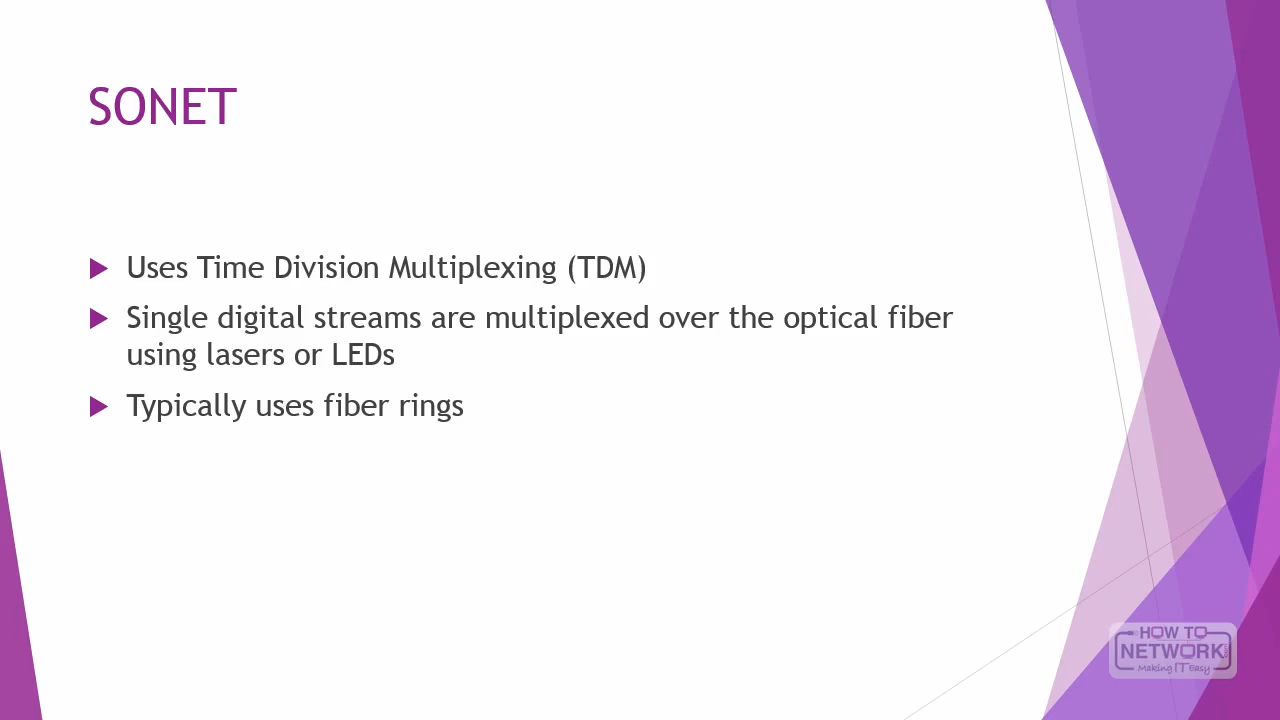 SONET
Uses Time Division Multiplexing (TDM)
Single digital streams are multiplexed over the optical fiber
using lasers or LEDs
Typically uses fiber rings
HOW TO
NETWORK
Making IT Easy